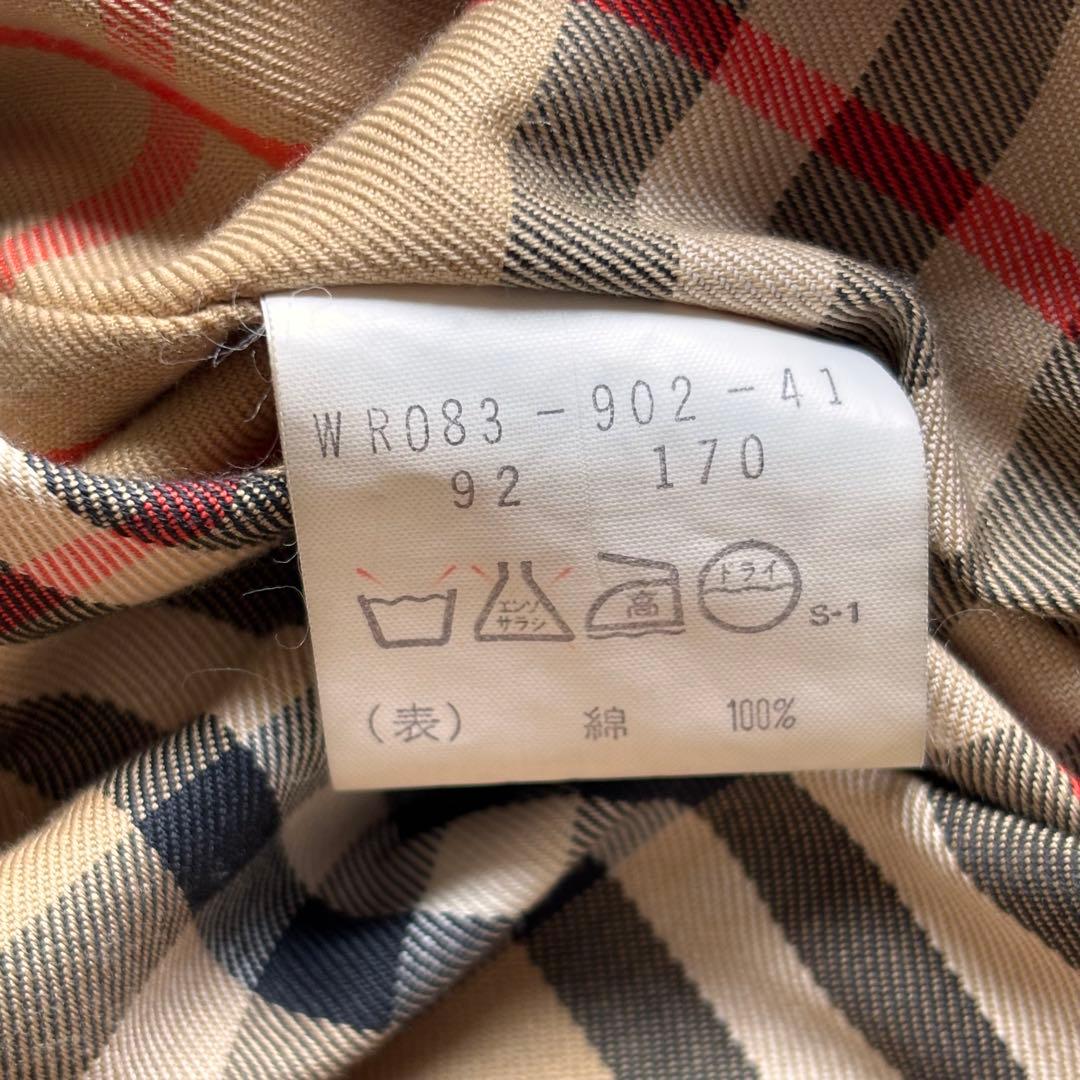 WR083-902-41
92 170
エンソ
サラシ
高
ドライ
S-1
(表) 綿 100%